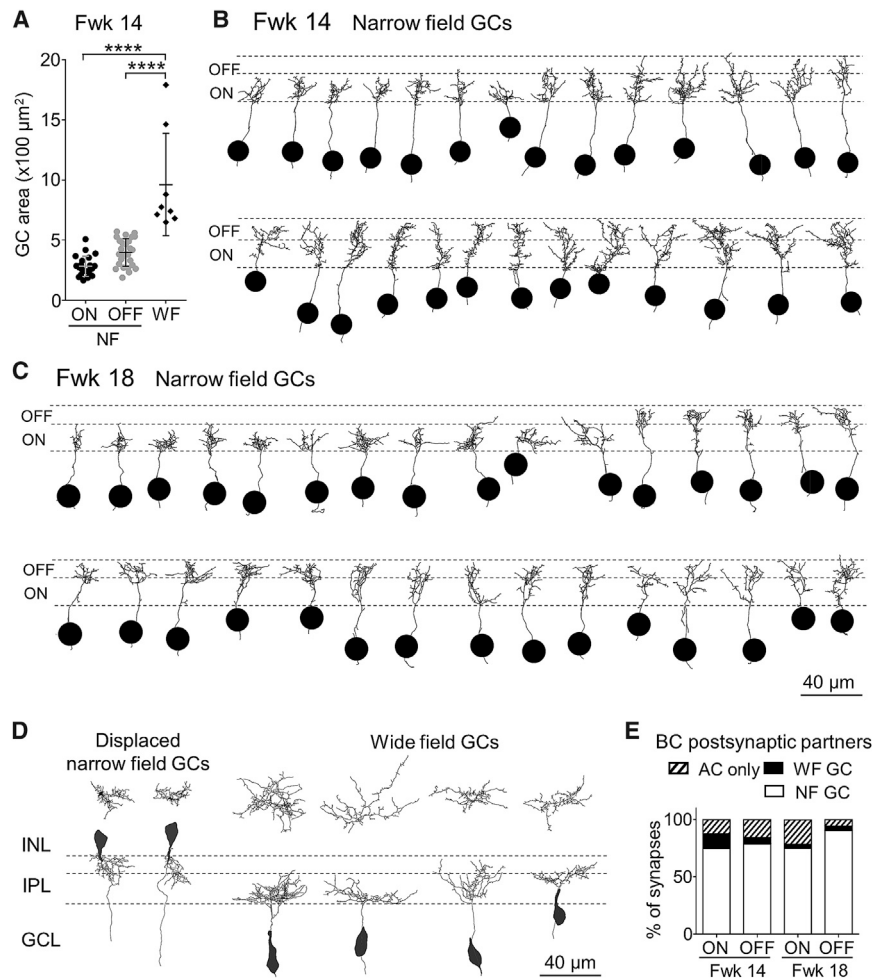 A Fwk 14
****
****
GC area (x100 µm²)
20
15
10
5
0
ON OFF WF
NF
B Fwk 14 Narrow field GCs
OFF
ON
OFF
ON
C Fwk 18 Narrow field GCs
OFF
ON
OFF
ON
40 µm
D Displaced
narrow field GCs
Wide field GCs
INL
IPL
GCL
40 µm
E BC postsynaptic partners
AC only WF GC
NF GC
% of synapses
100
50
0
ON OFF ON OFF
Fwk 14 Fwk 18